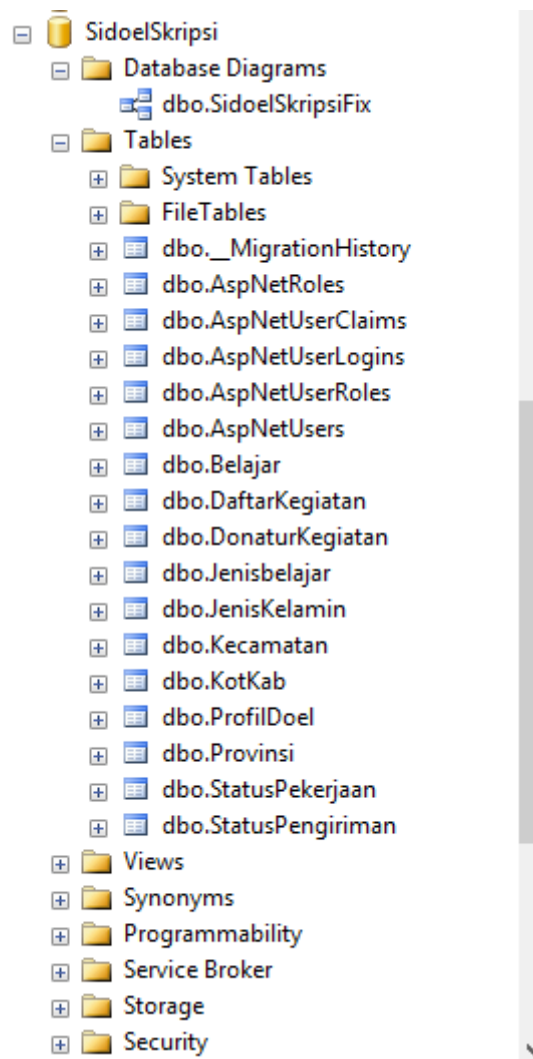 SidoelSkripsi
Database Diagrams
dbo.SidoelSkripsiFix
Tables
System Tables
FileTables
dbo.__MigrationHistory
dbo.AspNetRoles
dbo.AspNetUserClaims
dbo.AspNetUserLogins
dbo.AspNetUserRoles
dbo.AspNetUsers
dbo.Belajar
dbo.DaftarKegiatan
dbo.DonaturKegiatan
dbo.Jenisbelajar
dbo.JenisKelamin
dbo.Kecamatan
dbo.KotKab
dbo.ProfilDoel
dbo.Provinsi
dbo.StatusPekerjaan
dbo.StatusPengiriman
Views
Synonyms
Programmability
Service Broker
Storage
Security